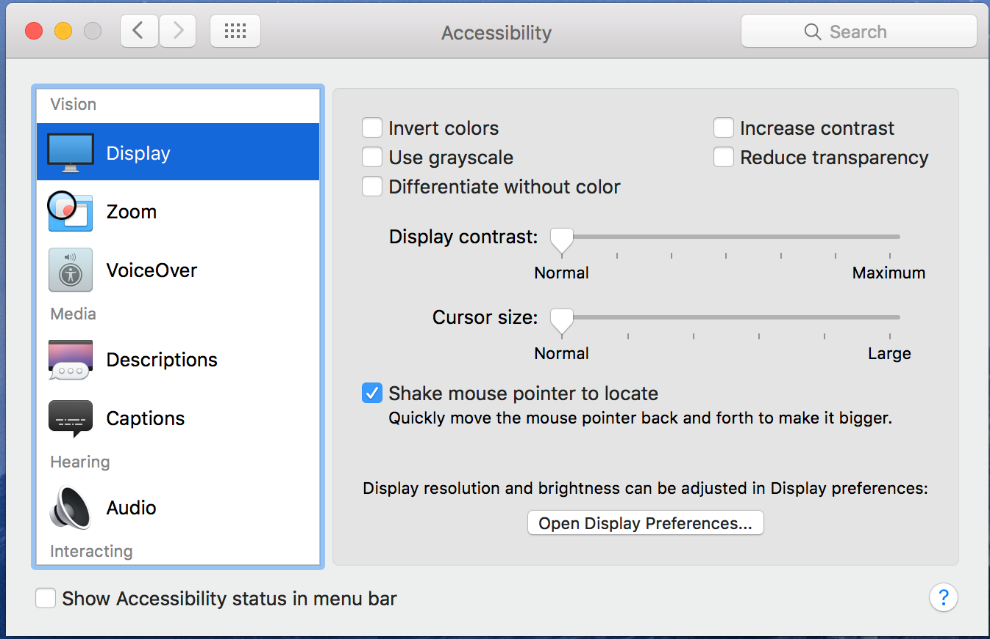 Accessibility
Search
Vision
Display
Zoom
VoiceOver
Media
Descriptions
Captions
Hearing
Audio
Interacting
Invert colors
Use grayscale
Differentiate without color
Increase contrast
Reduce transparency
Display contrast:
Normal
Maximum
Cursor size:
Normal
Large
Shake mouse pointer to locate
Quickly move the mouse pointer back and forth to make it bigger.
Display resolution and brightness can be adjusted in Display preferences:
Open Display Preferences...
Show Accessibility status in menu bar
?